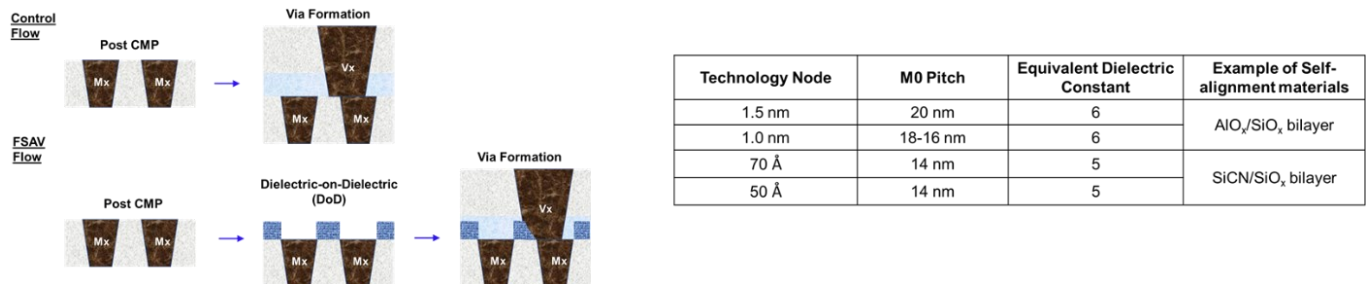 Control
Flow
Post CMP
Mx Mx
Via Formation
Vx
Mx Mx
FSAV
Flow
Post CMP
Mx Mx
Dielectric-on-Dielectric
(DoD)
Mx Mx
Via Formation
Vx
Mx Mx
Technology Node M0 Pitch Equivalent Dielectric Constant Example of Self-alignment materials
1.5 nm 20 nm 6 AlOₓ/SiOₓ bilayer
1.0 nm 18-16 nm 6
70 Å 14 nm 5 SiCN/SiOₓ bilayer
50 Å 14 nm 5